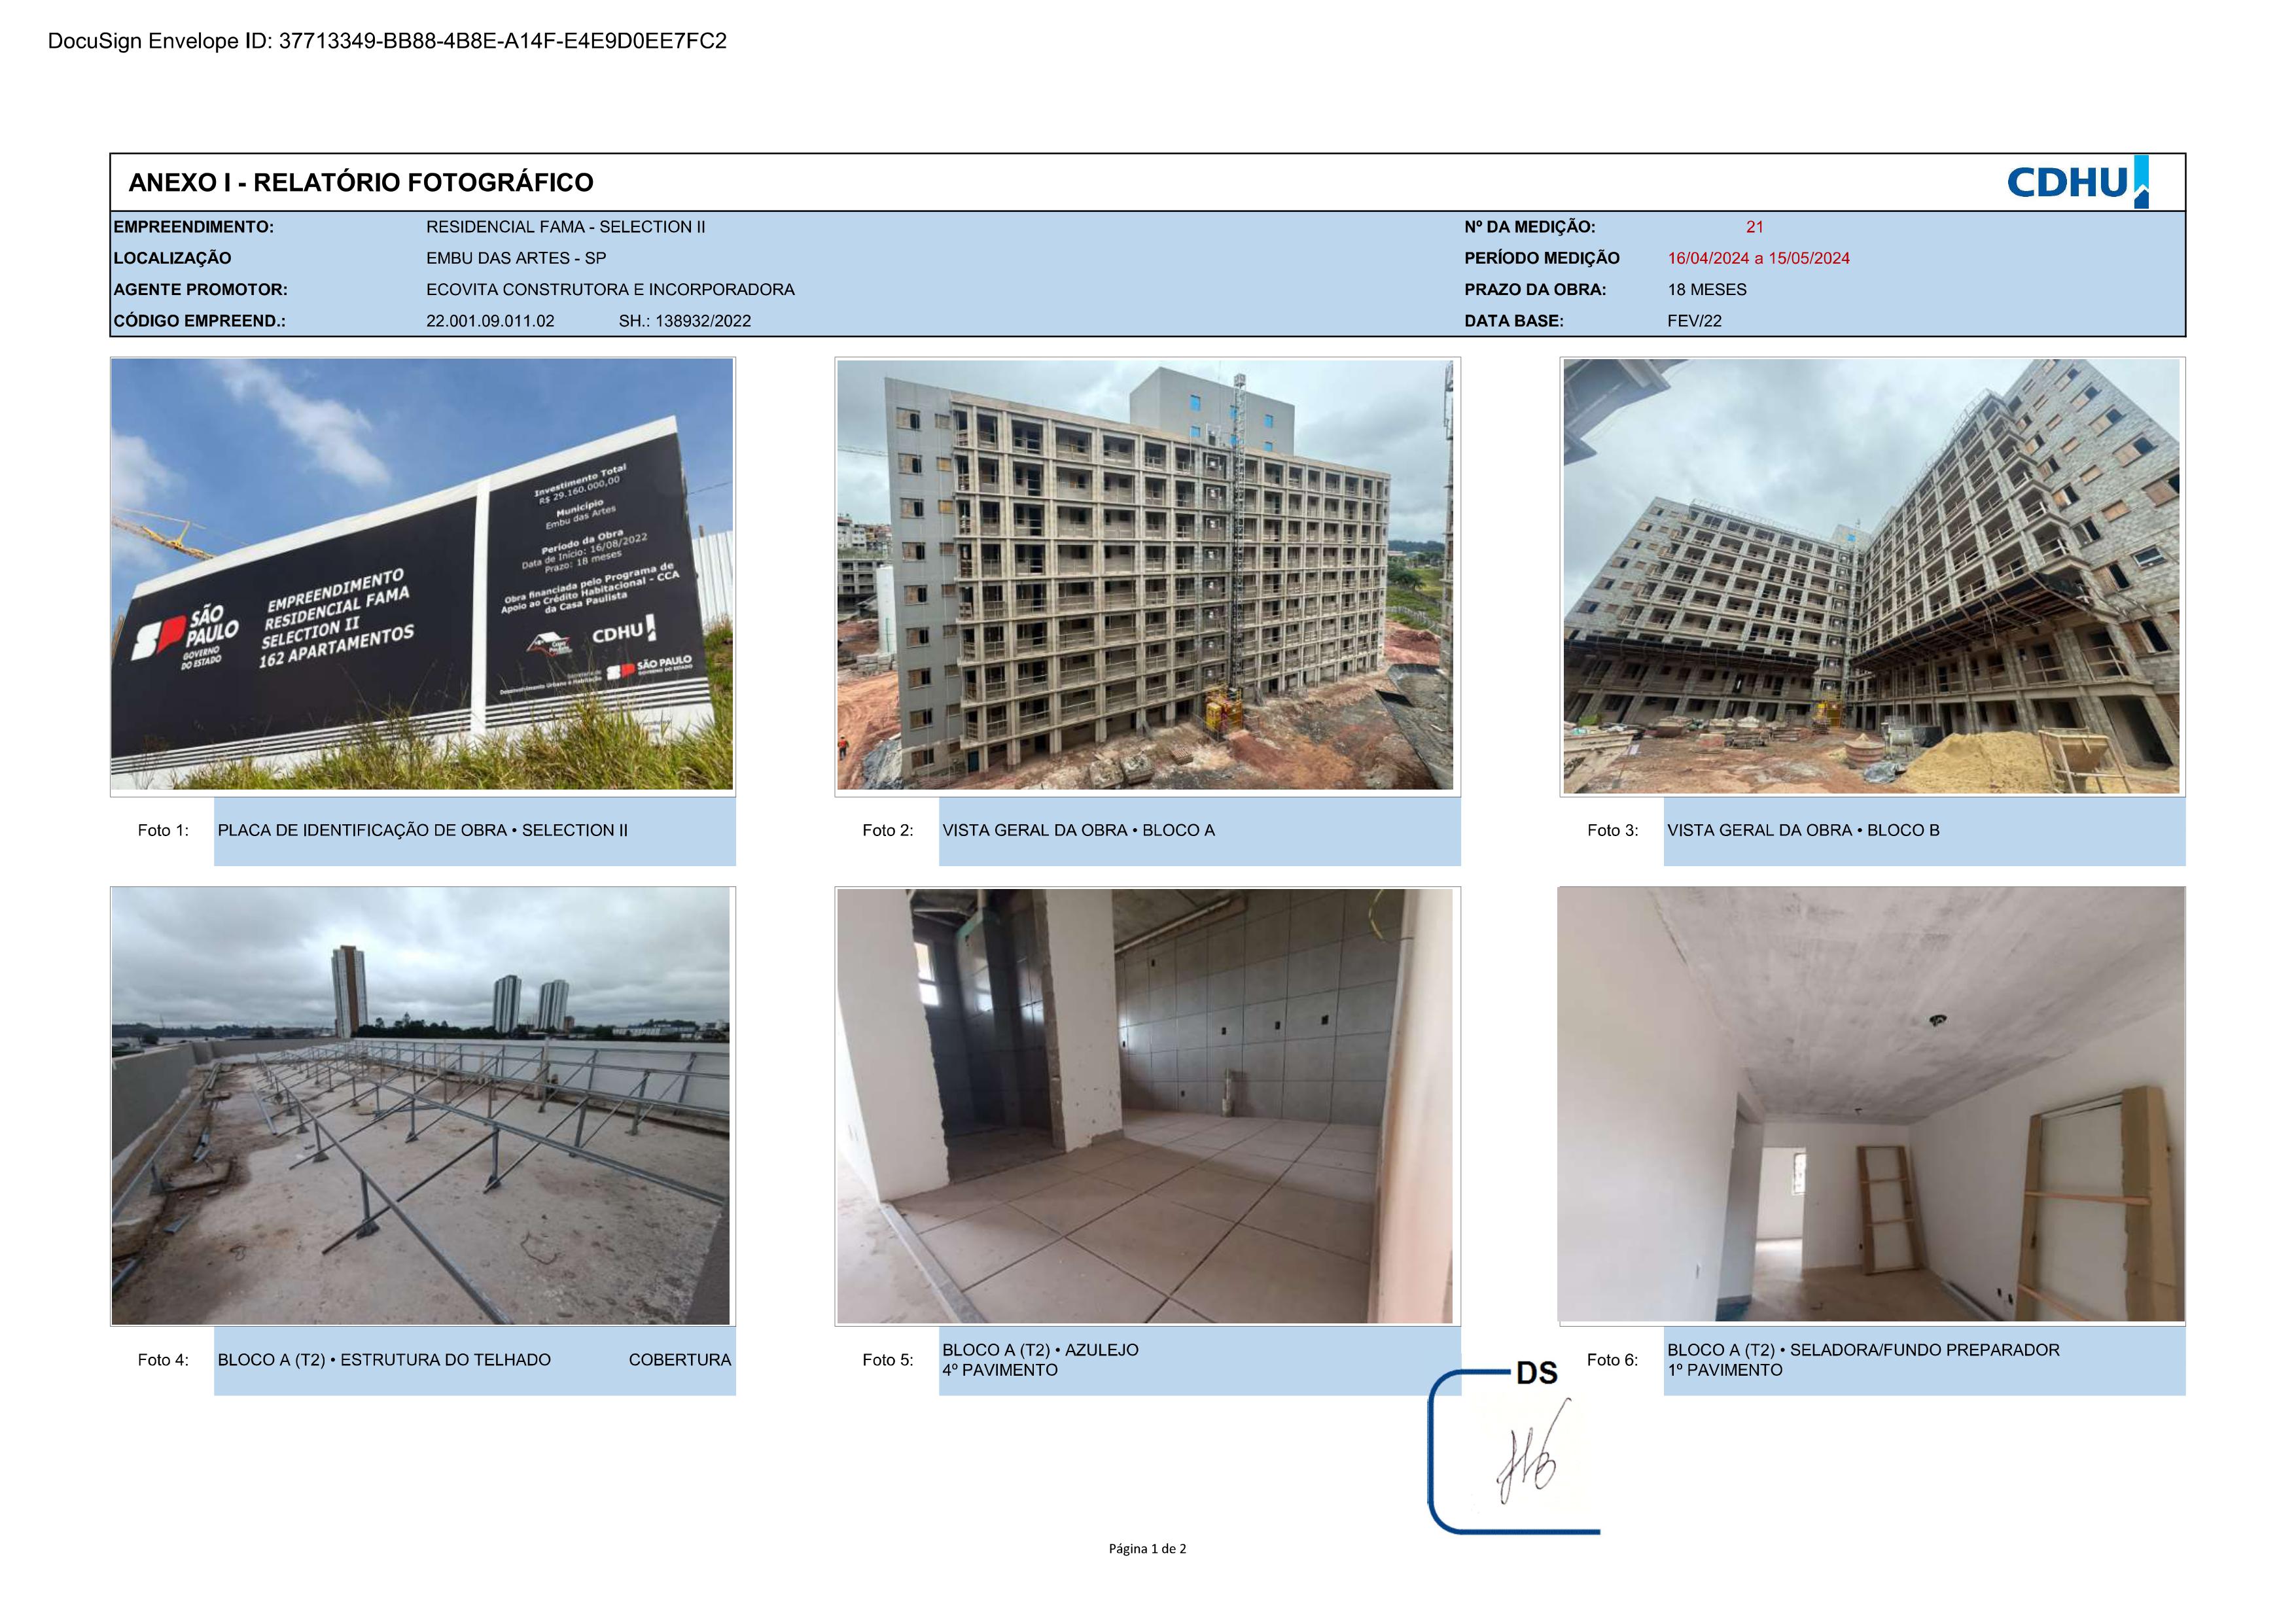 DocuSign Envelope ID: 37713349-BB88-4B8E-A14F-E4E9D0EE7FC2
ANEXO I - RELATÓRIO FOTOGRÁFICO
CDHU
EMPREENDIMENTO: RESIDENCIAL FAMA - SELECTION II Nº DA MEDIÇÃO: 21
LOCALIZAÇÃO EMBU DAS ARTES - SP PERÍODO MEDIÇÃO 16/04/2024 a 15/05/2024
AGENTE PROMOTOR: ECOVITA CONSTRUTORA E INCORPORADORA PRAZO DA OBRA: 18 MESES
CÓDIGO EMPREEND.: 22.001.09.011.02 SH.: 138932/2022 DATA BASE: FEV/22
SÃO
PAULO
GOVERNO
DO ESTADO
EMPREENDIMENTO
RESIDENCIAL FAMA
SELECTION II
162 APARTAMENTOS
Investimento Total
R$ 29.160.000,00
Município
Embu das Artes
Período da Obra
Data de Início: 16/08/2022
Prazo: 18 meses
Obra financiada pelo Programa de
Apoio ao Crédito Habitacional - CCA
da Casa Paulista
CDHU
Secretaria de
Desenvolvimento Urbano e Habitação
SÃO PAULO
GOVERNO DO ESTADO
Foto 1: PLACA DE IDENTIFICAÇÃO DE OBRA • SELECTION II
Foto 2: VISTA GERAL DA OBRA • BLOCO A
Foto 3: VISTA GERAL DA OBRA • BLOCO B
Foto 4: BLOCO A (T2) • ESTRUTURA DO TELHADO COBERTURA
Foto 5: BLOCO A (T2) • AZULEJO
4º PAVIMENTO
Foto 6: BLOCO A (T2) • SELADORA/FUNDO PREPARADOR
1º PAVIMENTO
DS
Página 1 de 2